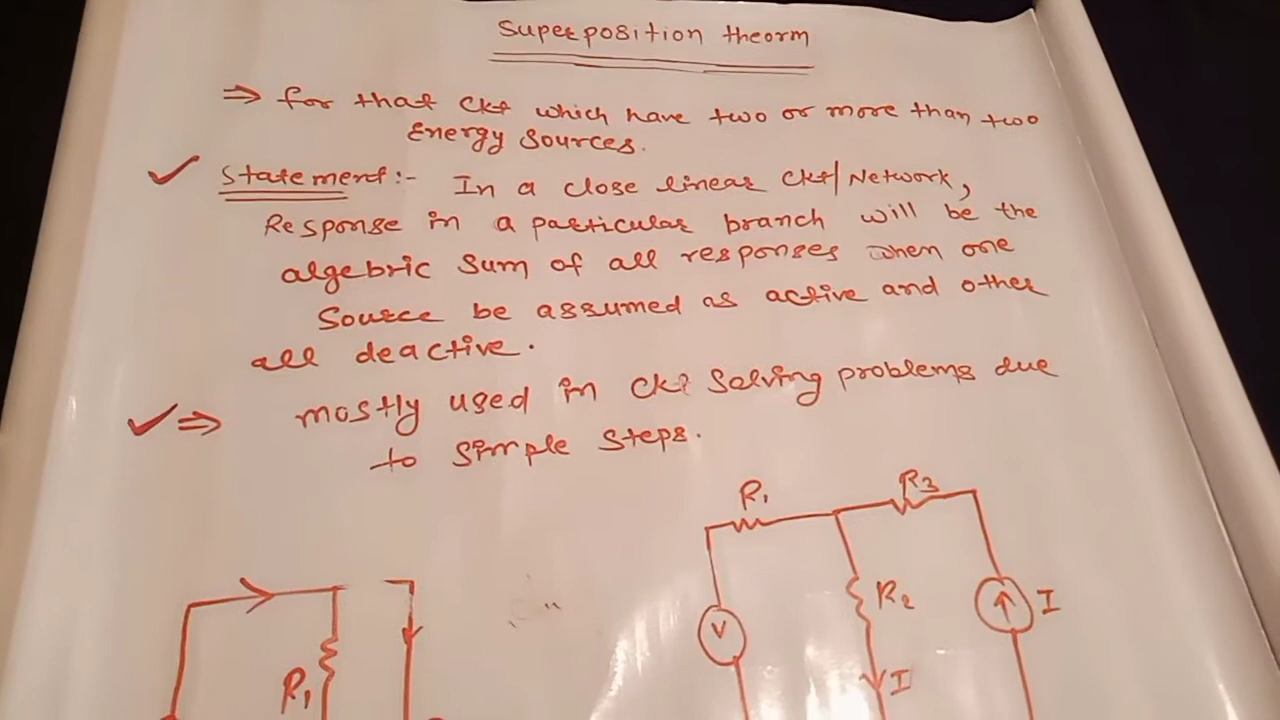 Superposition theorm
⇒ for that Ckt which have two or more than two
Energy Sources.
✓ Statement:- In a close linear Ckt/Network,
Response in a particular branch will be the
algebric Sum of all responses when one
Source be assumed as active and other
all deactive.
✓⇒ mostly used in Ckt Solving problems due
to simple steps.
R1
R3
R2
I
V
I
R1